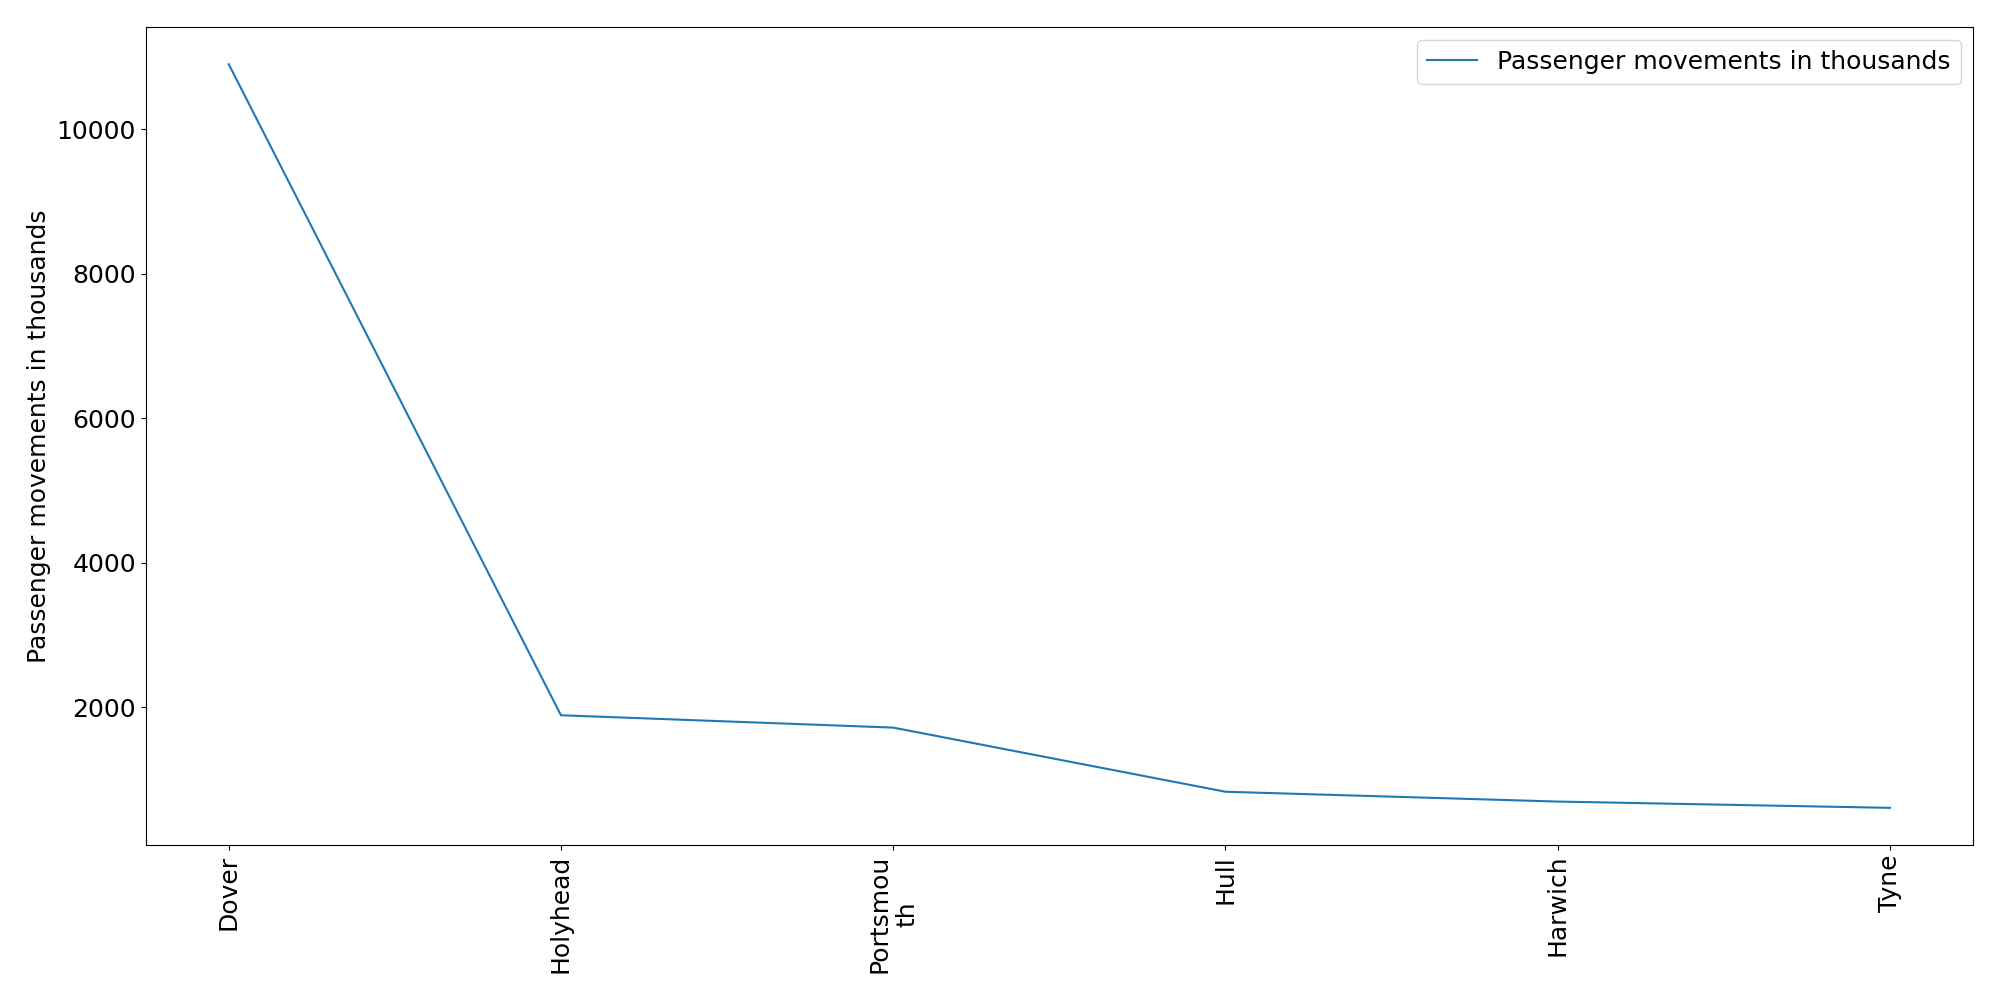 Passenger movements in thousands
Passenger movements in thousands
10000
8000
6000
4000
2000
Dover
Holyhead
Portsmou
th
Hull
Harwich
Tyne